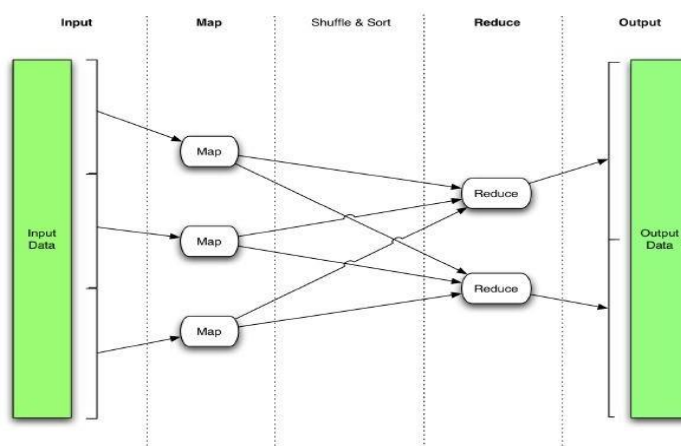 Input Map Shuffle & Sort Reduce Output
Map
Reduce
Input
Data
Map
Output
Data
Reduce
Map